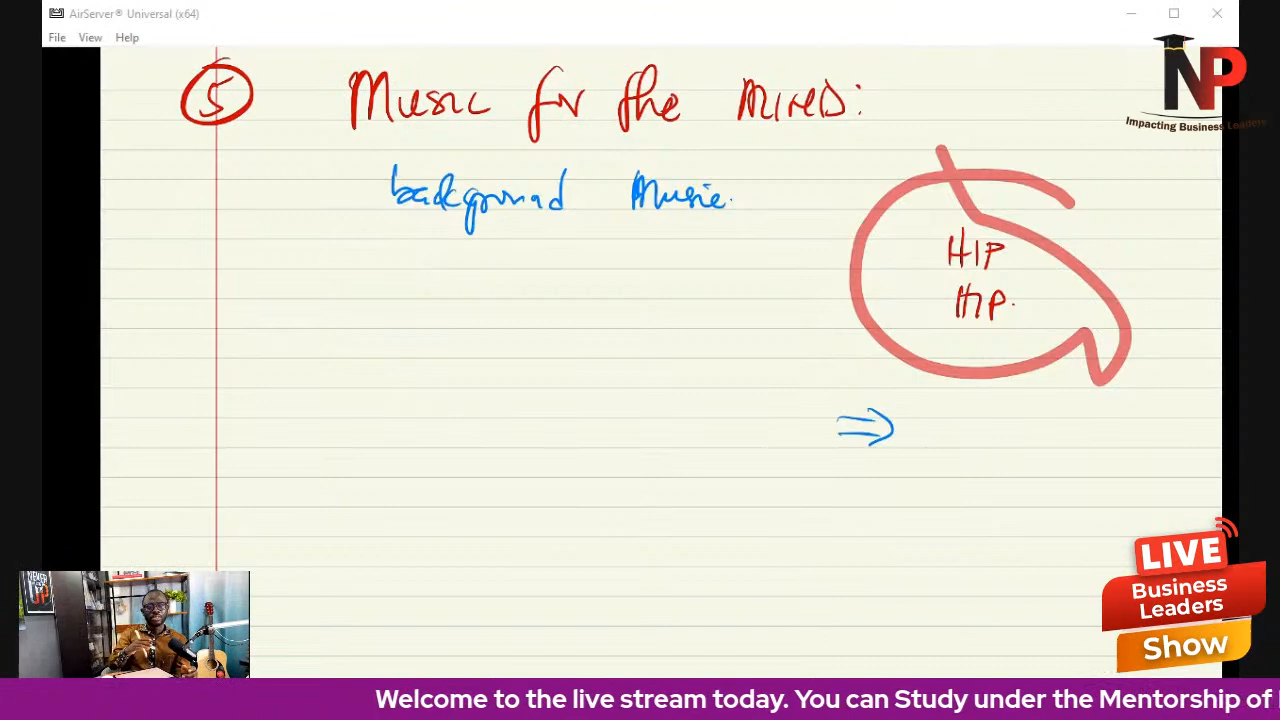 AirServer® Universal (x64)
File View Help
NP
Impacting Business Leaders
5 Music for the MIND:
background Music.
HIP
HIP.
LIVE
Business
Leaders
Show
Welcome to the live stream today. You can Study under the Mentorship of